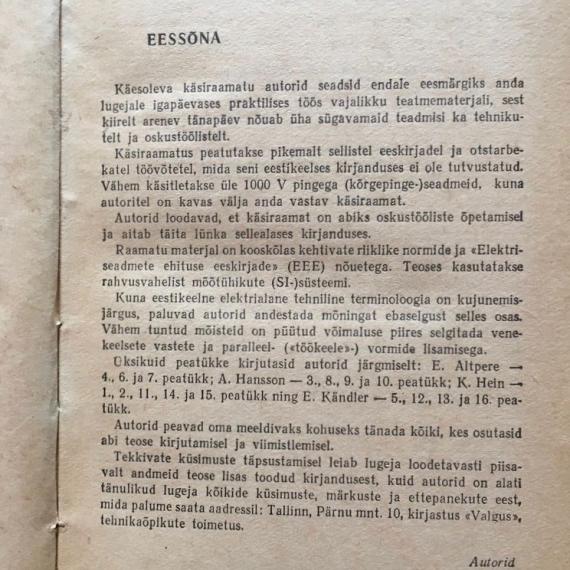 EESSÕNA
Käesoleva käsiraamatu autorid seadsid endale eesmärgiks anda
lugejale igapäevases praktilises töös vajalikku teatmematerjali, sest
kiirelt arenev tänapäev nõuab üha sügavamaid teadmisi ka tehniku-
telt ja oskustöölistelt.
Käsiraamatus peatutakse pikemalt sellistel eeskirjadel ja otstarbe-
katel töövõtetel, mida seni eestikeelses kirjanduses ei ole tutvustatud.
Vähem käsitletakse üle 1000 V pingega (kõrgepinge-)seadmeid, kuna
autoritel on kavas välja anda vastav käsiraamat.
Autorid loodavad, et käsiraamat on abiks oskustööliste õpetamisel
ja aitab täita lünka sellealases kirjanduses.
Raamatu materjal on kooskõlas kehtivate riiklike normide ja «Elektri-
seadmete ehituse eeskirjade» (EEE) nõuetega. Teoses kasutatakse
rahvusvahelist mõõtühikute (SI-)süsteemi.
Kuna eestikeelne elektrialane tehniline terminoloogia on kujunemis-
järgus, paluvad autorid andestada mõningat ebaselgust selles osas.
Vähem tuntud mõisteid on püütud võimaluse piires selgitada vene-
keelsete vastete ja paralleel- («töökeele»-) vormide lisamisega.
Üksikuid peatükke kirjutasid autorid järgmiselt: E. Altpere —
4., 6. ja 7. peatükk; A. Hansson — 3., 8., 9. ja 10. peatükk; K. Hein —
1., 2., 11., 14. ja 15. peatükk ning E. Kändler — 5., 12., 13. ja 16. pea-
tükk.
Autorid peavad oma meeldivaks kohuseks tänada kõiki, kes osutasid
abi teose kirjutamisel ja viimistlemisel.
Tekkivate küsimuste täpsustamisel leiab lugeja loodetavasti piisa-
valt andmeid teose lisas toodud kirjandusest, kuid autorid on alati
tänulikud lugeja kõikide küsimuste, märkuste ja ettepanekute eest,
mida palume saata aadressil: Tallinn, Pärnu mnt. 10, kirjastus «Valgus»,
tehnikaõpikute toimetus.
Autorid